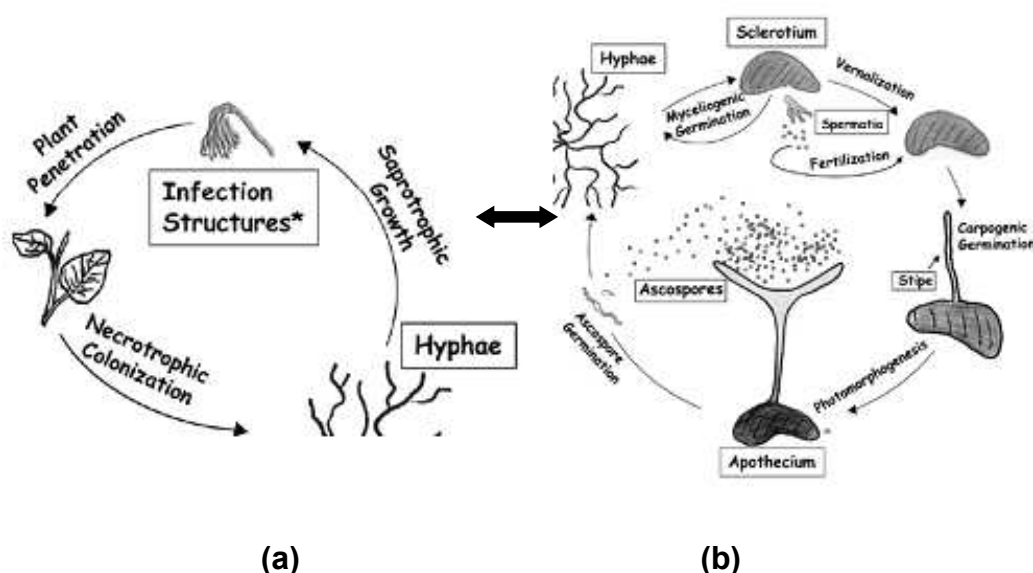 Plant
Penetration
Infection
Structures*
Saprotrophic
Growth
Necrotrophic
Colonization
Hyphae
(a)
Sclerotium
Hyphae
Myceliogenic
Germination
Vernalization
Spermatia
Fertilization
Carpogenic
Germination
Stipe
Ascospores
Ascospore
Germination
Photomorphogenesis
Apothecium
(b)